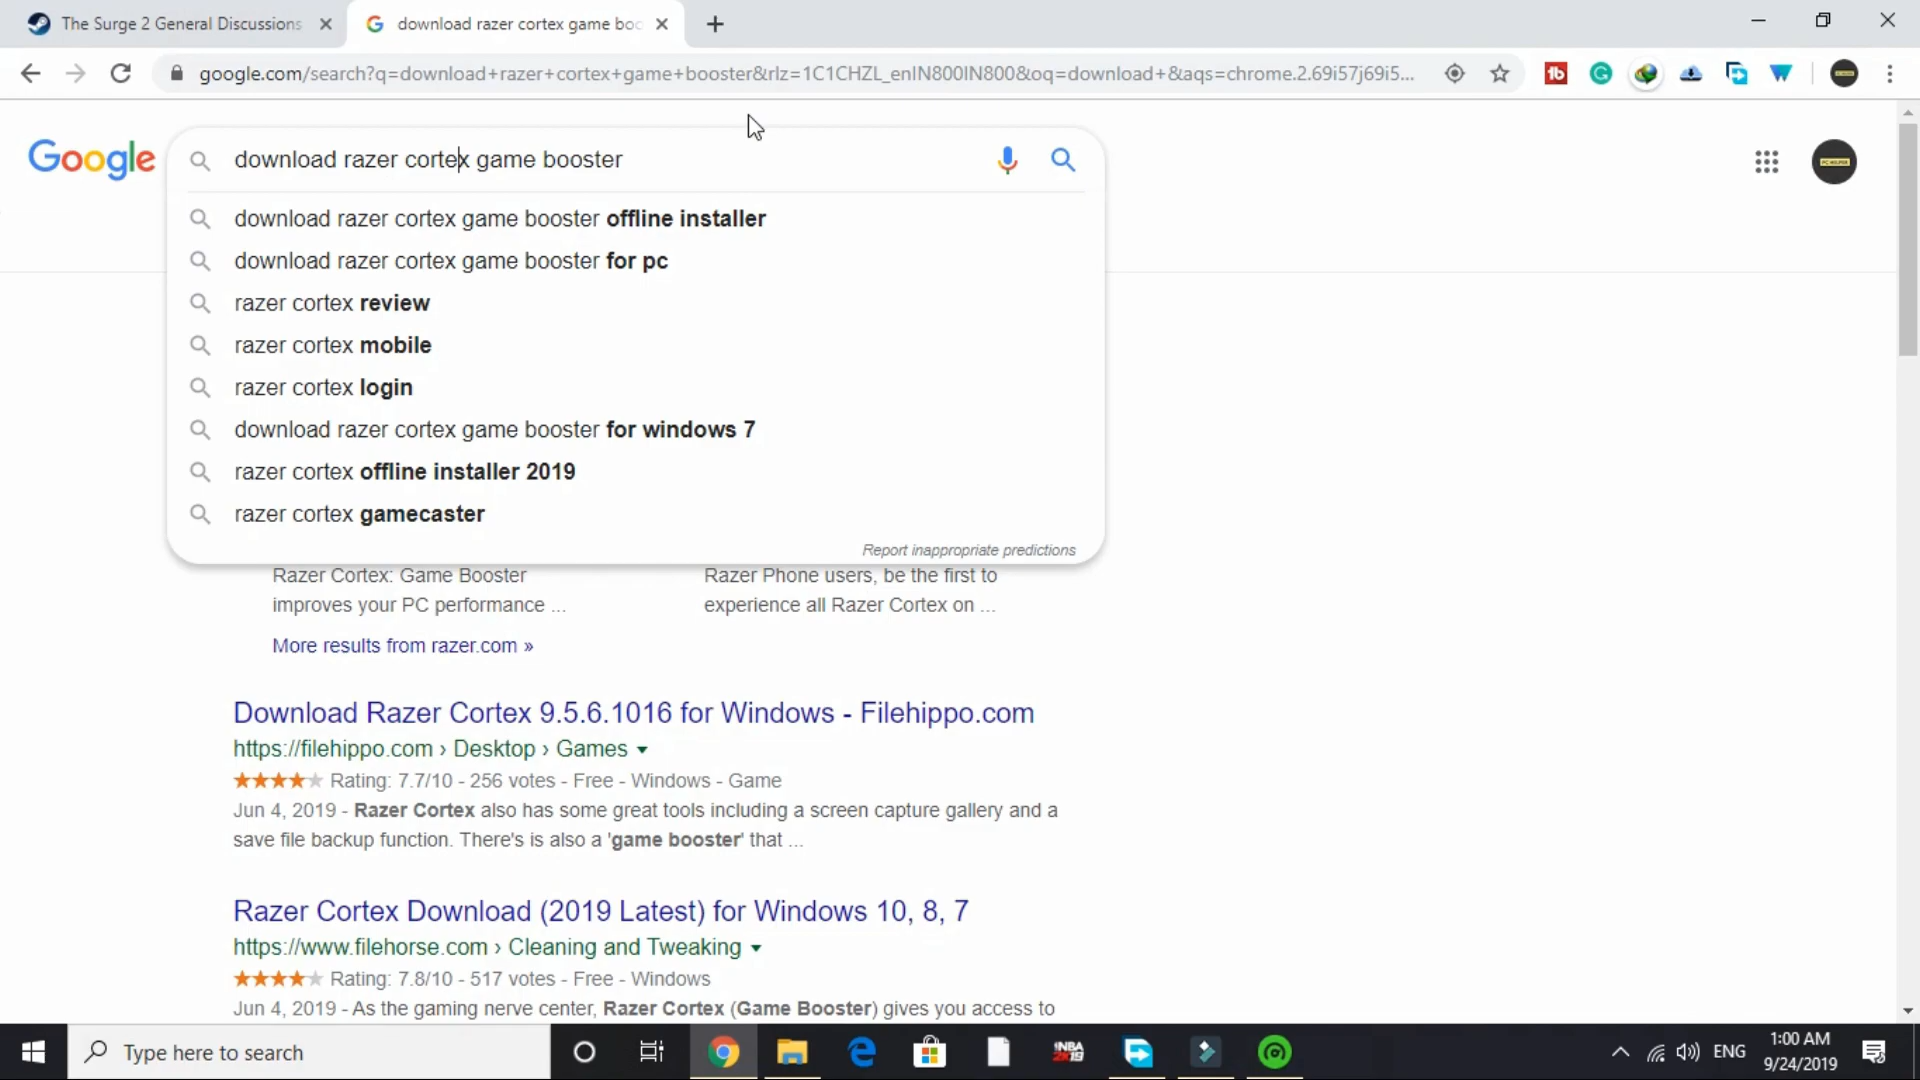 The Surge 2 General Discussions
download razer cortex game boo
google.com/search?q=download+razer+cortex+game+booster&rlz=1C1CHZL_enIN800IN800&oq=download+&aqs=chrome.2.69i57j69i5...
Google
download razer cortex game booster
PC HELPER
download razer cortex game booster offline installer
download razer cortex game booster for pc
razer cortex review
razer cortex mobile
razer cortex login
download razer cortex game booster for windows 7
razer cortex offline installer 2019
razer cortex gamecaster
Report inappropriate predictions
Razer Cortex: Game Booster
improves your PC performance ...
Razer Phone users, be the first to
experience all Razer Cortex on ...
More results from razer.com »
Download Razer Cortex 9.5.6.1016 for Windows - Filehippo.com
https://filehippo.com › Desktop › Games
Rating: 7.7/10 - 256 votes - Free - Windows - Game
Jun 4, 2019 - Razer Cortex also has some great tools including a screen capture gallery and a
save file backup function. There's is also a 'game booster' that ...
Razer Cortex Download (2019 Latest) for Windows 10, 8, 7
https://www.filehorse.com › Cleaning and Tweaking
Rating: 7.8/10 - 517 votes - Free - Windows
Jun 4, 2019 - As the gaming nerve center, Razer Cortex (Game Booster) gives you access to
Type here to search
NBA
2K19
ENG
1:00 AM
9/24/2019